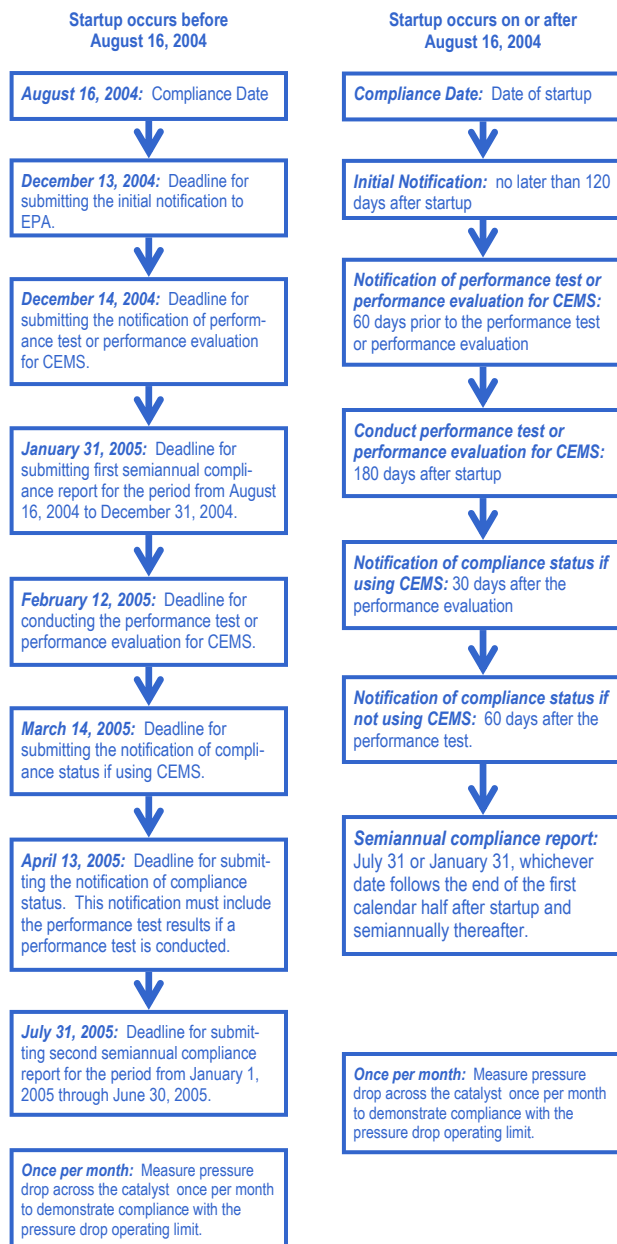 Startup occurs before
August 16, 2004
August 16, 2004: Compliance Date
December 13, 2004: Deadline for
submitting the initial notification to
EPA.
December 14, 2004: Deadline for
submitting the notification of perform-
ance test or performance evaluation
for CEMS.
January 31, 2005: Deadline for
submitting first semiannual compli-
ance report for the period from August
16, 2004 to December 31, 2004.
February 12, 2005: Deadline for
conducting the performance test or
performance evaluation for CEMS.
March 14, 2005: Deadline for
submitting the notification of compli-
ance status if using CEMS.
April 13, 2005: Deadline for submit-
ting the notification of compliance
status. This notification must include
the performance test results if a
performance test is conducted.
July 31, 2005: Deadline for submit-
ting second semiannual compliance
report for the period from January 1,
2005 through June 30, 2005.
Once per month: Measure pressure
drop across the catalyst once per month
to demonstrate compliance with the
pressure drop operating limit.
Startup occurs on or after
August 16, 2004
Compliance Date: Date of startup
Initial Notification: no later than 120
days after startup
Notification of performance test or
performance evaluation for CEMS:
60 days prior to the performance test
or performance evaluation
Conduct performance test or
performance evaluation for CEMS:
180 days after startup
Notification of compliance status if
using CEMS: 30 days after the
performance evaluation
Notification of compliance status if
not using CEMS: 60 days after the
performance test.
Semiannual compliance report:
July 31 or January 31, whichever
date follows the end of the first
calendar half after startup and
semiannually thereafter.
Once per month: Measure pressure
drop across the catalyst once per month
to demonstrate compliance with the
pressure drop operating limit.